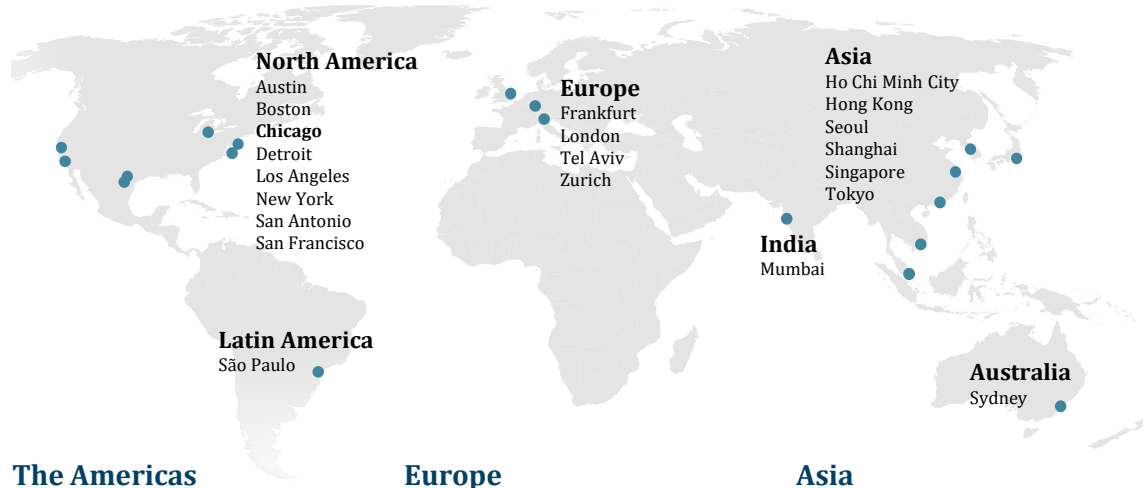 North America
Austin
Boston
Chicago
Detroit
Los Angeles
New York
San Antonio
San Francisco
Europe
Frankfurt
London
Tel Aviv
Zurich
Asia
Ho Chi Minh City
Hong Kong
Seoul
Shanghai
Singapore
Tokyo
India
Mumbai
Latin America
São Paulo
Australia
Sydney
The Americas
Europe
Asia